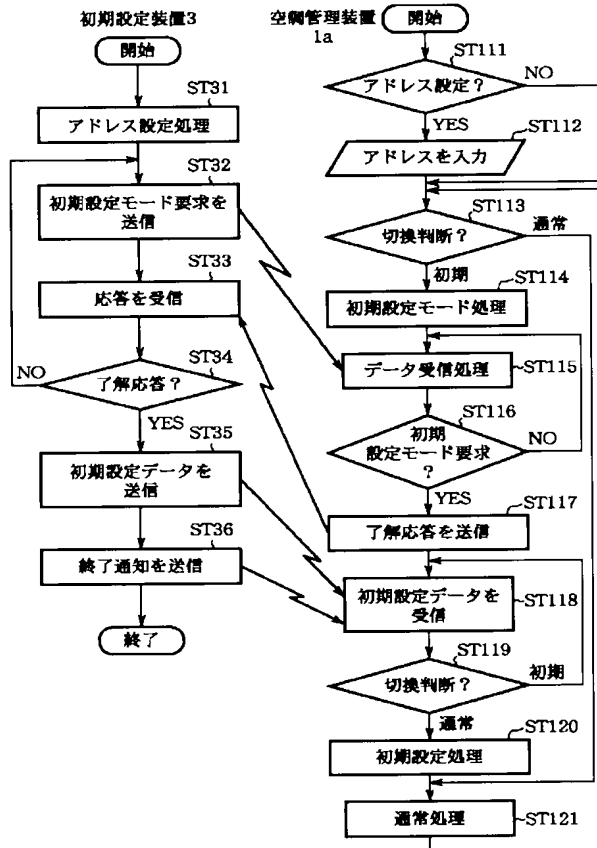 初期設定装置3
開始
ST31
アドレス設定処理
ST32
初期設定モード要求を
送信
ST33
応答を受信
ST34
了解応答?
NO
YES
ST35
初期設定データを
送信
ST36
終了通知を送信
終了
空調管理装置
1a
開始
ST111
アドレス設定?
NO
YES
ST112
アドレスを入力
ST113
切換判断?
通常
初期
ST114
初期設定モード処理
データ受信処理
ST115
ST116
初期
設定モード要求
?
NO
YES
ST117
了解応答を送信
初期設定データを
受信
ST118
ST119
切換判断?
初期
通常
ST120
初期設定処理
通常処理
ST121